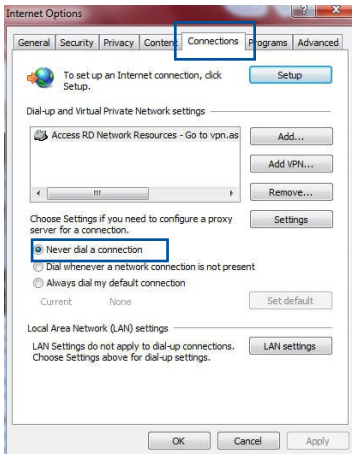 Internet Options
General Security Privacy Content Connections Programs Advanced
To set up an Internet connection, click
Setup.
Setup
Dial-up and Virtual Private Network settings
Access RD Network Resources - Go to vpn.as
Add...
Add VPN...
Remove...
Choose Settings if you need to configure a proxy
server for a connection.
Settings
Never dial a connection
Dial whenever a network connection is not present
Always dial my default connection
Current None
Set default
Local Area Network (LAN) settings
LAN Settings do not apply to dial-up connections.
Choose Settings above for dial-up settings.
LAN settings
OK Cancel Apply